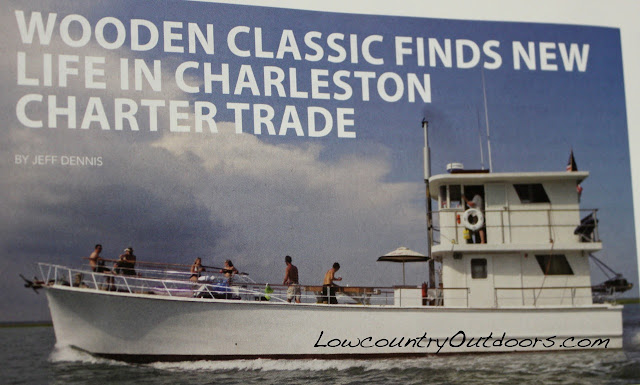 WOODEN CLASSIC FINDS NEW
LIFE IN CHARLESTON
CHARTER TRADE
BY JEFF DENNIS
LowcountryOutdoors.com